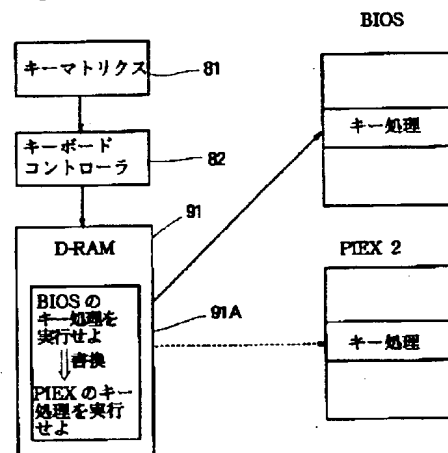 BIOS
キーマトリクス
81
キー処理
キーボード
コントローラ
82
91
D-RAM
PIEX 2
BIOSの
キー処理を
実行せよ
91A
書換
キー処理
PIEXのキー
処理を実行
せよ